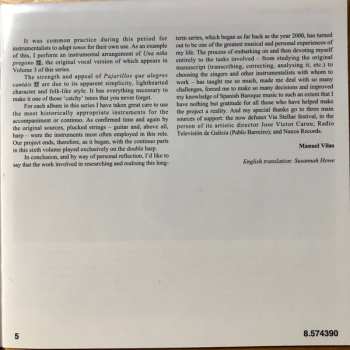 It was common practice during this period for
instrumentalists to adapt tonos for their own use. As an example
of this, I perform an instrumental arrangement of Una niña
pregona, the original vocal version of which appears in
Volume 3 of this series.
The strength and appeal of Pajarillos que alegres
cantáis are due to its apparent simplicity, lighthearted
character and folk-like style. It has everything necessary to
make it one of those 'catchy' tunes that you never forget.
For each album in this series I have taken great care to use
the most historically appropriate instruments for the
accompaniment or continuo. As confirmed time and again by
the original sources, plucked strings – guitar and, above all,
harp – were the instruments most often employed in this role.
Our project ends, therefore, as it began, with the continuo parts
in this sixth volume played exclusively on the double harp.
In conclusion, and by way of personal reflection, I'd like to
say that the work involved in researching and realising this long-
term series, which began as far back as the year 2000, has turned
out to be one of the greatest musical and personal experiences of
my life. The process of embarking on and then devoting myself
entirely to the tasks involved – from studying the original
manuscript (transcribing, correcting, analysing it, etc.) to
choosing the singers and other instrumentalists with whom to
work – has taught me so much, made me deal with so many
challenges, forced me to make so many decisions and improved
my knowledge of Spanish Baroque music to such an extent that I
have nothing but gratitude for all those who have helped make
the project a reality. And my special thanks go to three main
sources of support: the now defunct Via Stellae festival, in the
person of its artistic director José Víctor Carou; Radio
Televisión de Galicia (Pablo Barreiro); and Naxos Records.
Manuel Vilas
English translation: Susannah Howe
5
8.574390